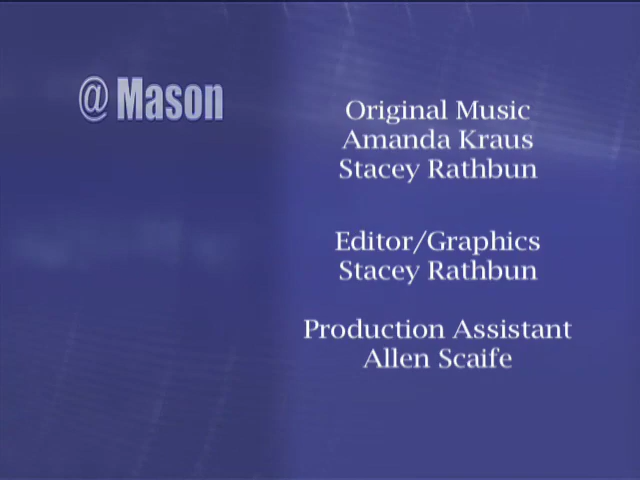 @ Mason
Original Music
Amanda Kraus
Stacey Rathbun
Editor/Graphics
Stacey Rathbun
Production Assistant
Allen Scaife